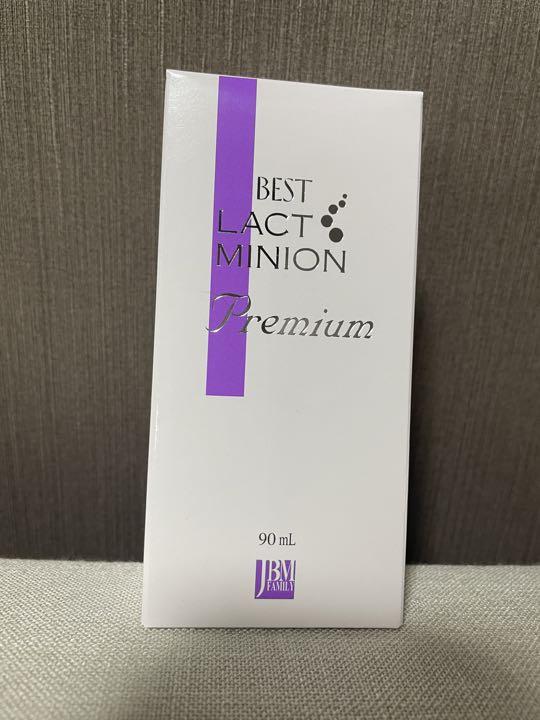 BEST
LACT
MINION
Premium
90 mL
JBM
FAMILY